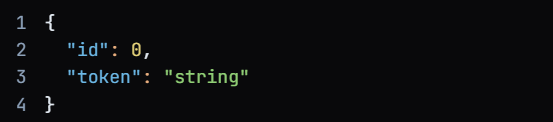 1 {
2   "id": 0,
3   "token": "string"
4 }